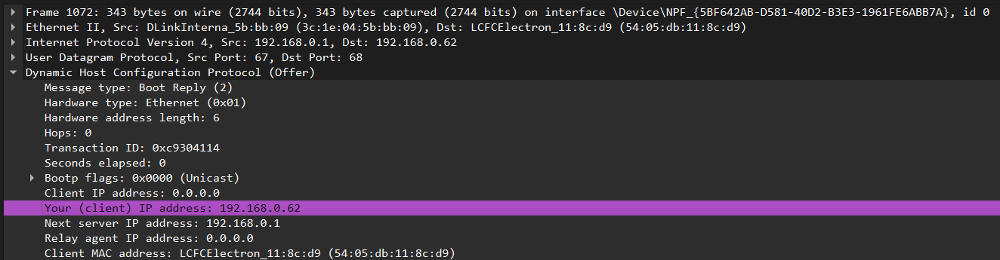 Frame 1072: 343 bytes on wire (2744 bits), 343 bytes captured (2744 bits) on interface \Device\NPF_{5BF642AB-D581-40D2-B3E3-1961FE6ABB7A}, id 0
Ethernet II, Src: DLinkInterna_5b:bb:09 (3c:1e:04:5b:bb:09), Dst: LCFCElectron_11:8c:d9 (54:05:db:11:8c:d9)
Internet Protocol Version 4, Src: 192.168.0.1, Dst: 192.168.0.62
User Datagram Protocol, Src Port: 67, Dst Port: 68
Dynamic Host Configuration Protocol (Offer)
Message type: Boot Reply (2)
Hardware type: Ethernet (0x01)
Hardware address length: 6
Hops: 0
Transaction ID: 0xc9304114
Seconds elapsed: 0
Bootp flags: 0x0000 (Unicast)
Client IP address: 0.0.0.0
Your (client) IP address: 192.168.0.62
Next server IP address: 192.168.0.1
Relay agent IP address: 0.0.0.0
Client MAC address: LCFCElectron_11:8c:d9 (54:05:db:11:8c:d9)